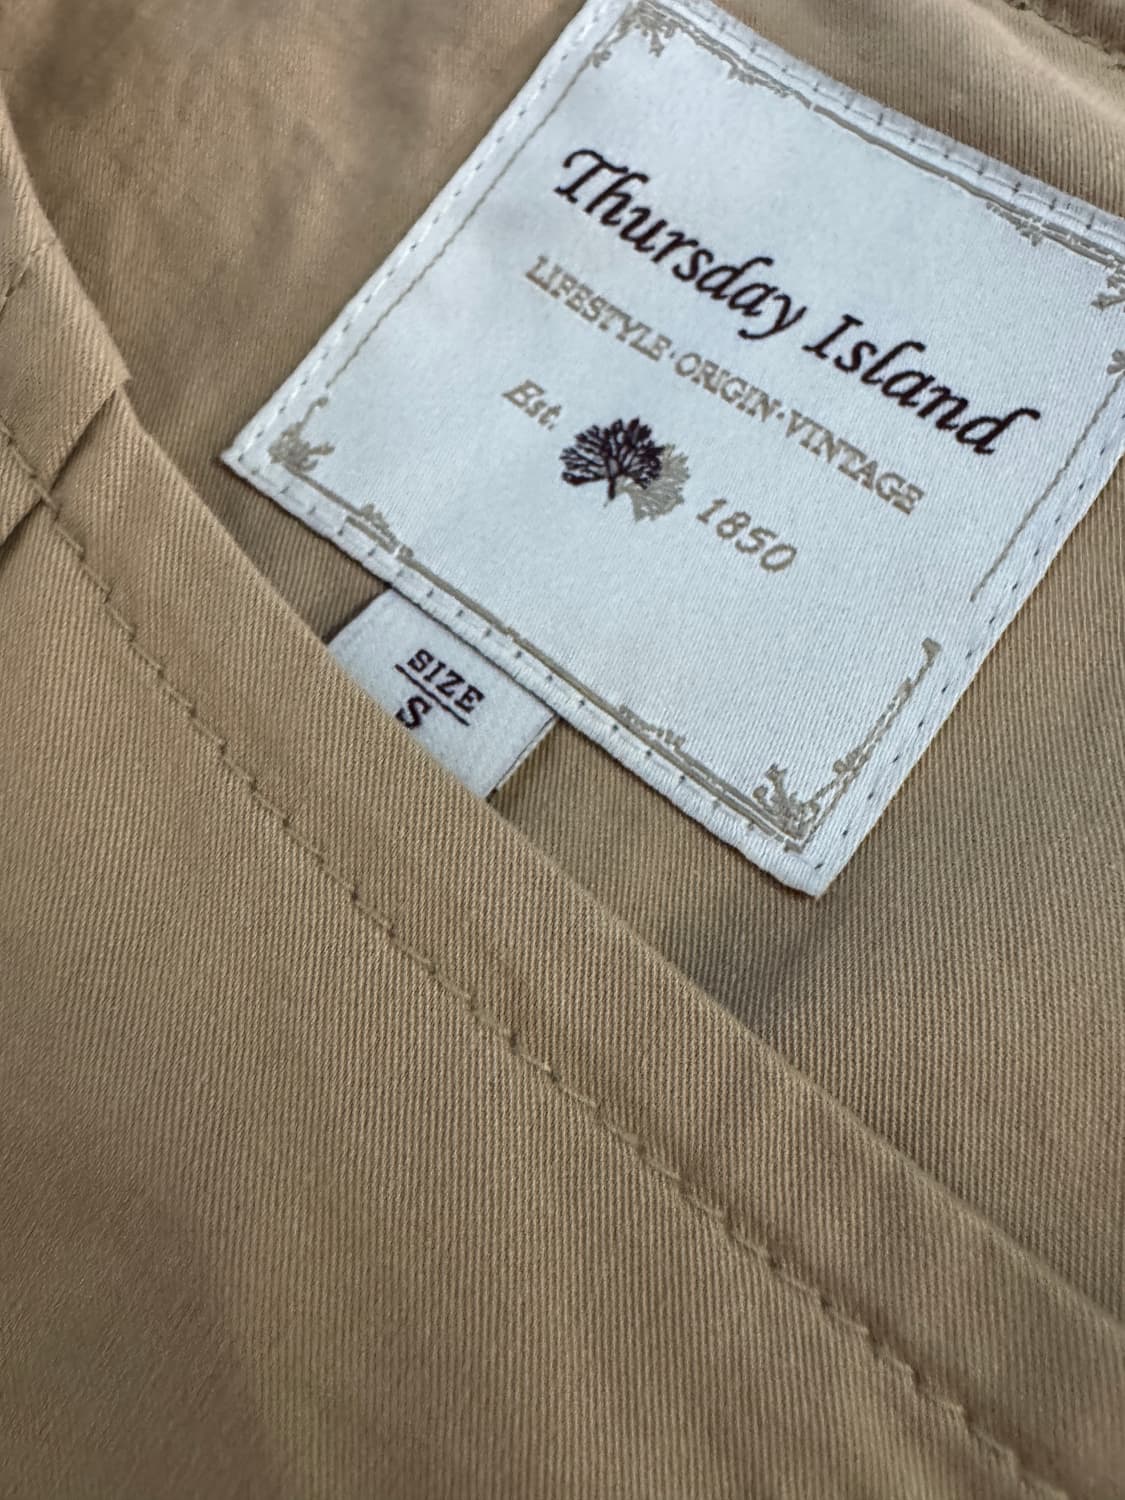 Thursday Island
LIFESTYLE·ORIGIN·VINTAGE
Est. 1850
SIZE
S